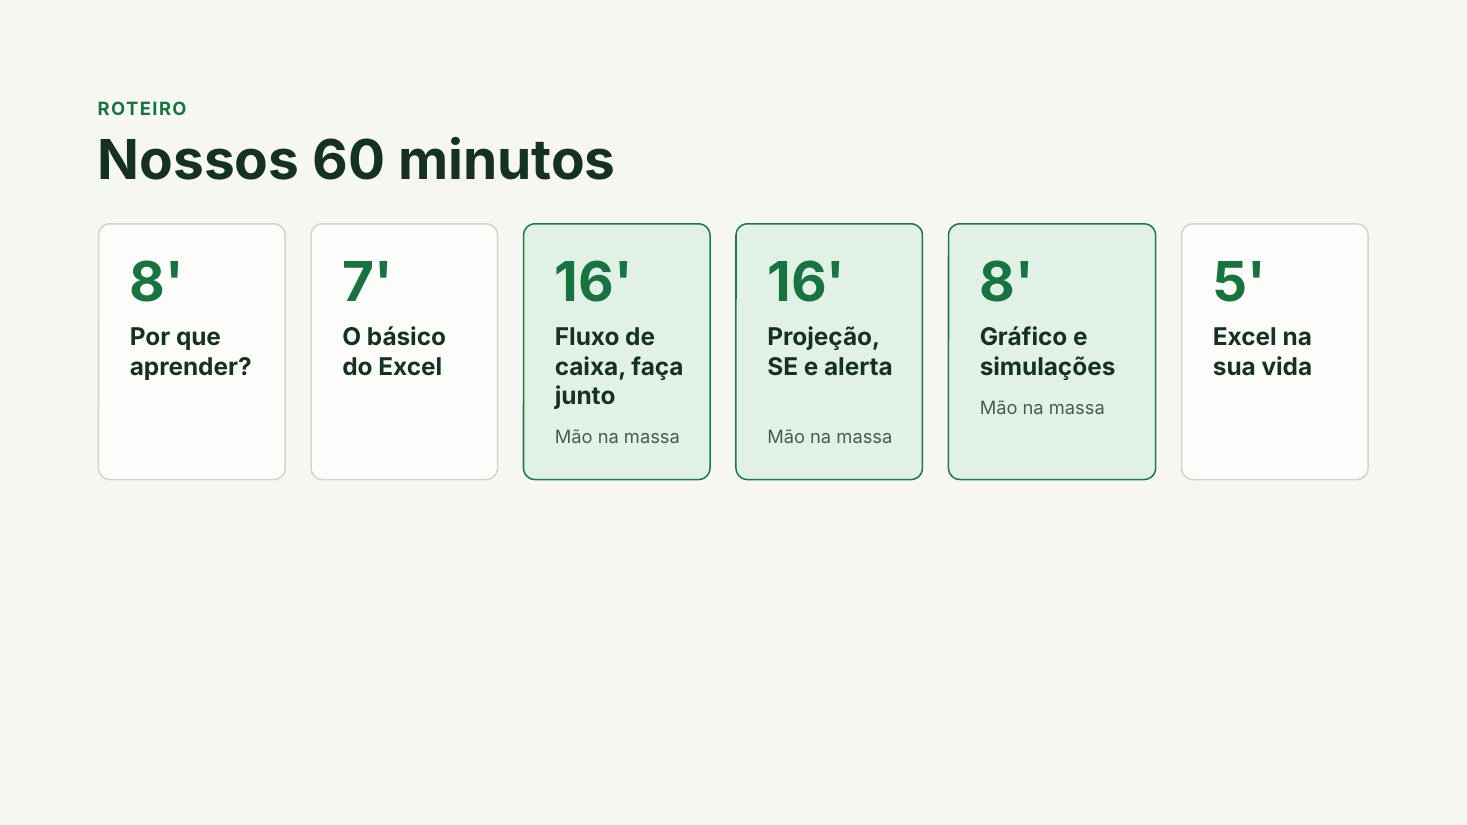 ROTEIRO
Nossos 60 minutos
8'
Por que
aprender?
7'
O básico
do Excel
16'
Fluxo de
caixa, faça
junto
Mão na massa
16'
Projeção,
SE e alerta
Mão na massa
8'
Gráfico e
simulações
Mão na massa
5'
Excel na
sua vida